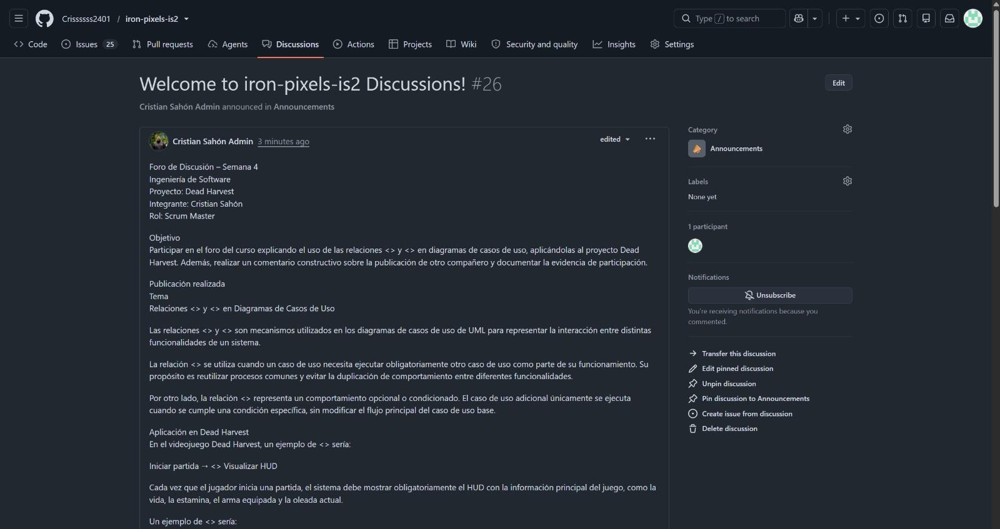 Crissssss2401 / iron-pixels-is2
Type / to search
Code
Issues 25
Pull requests
Agents
Discussions
Actions
Projects
Wiki
Security and quality
Insights
Settings
Welcome to iron-pixels-is2 Discussions! #26
Edit
Cristian Sahón Admin announced in Announcements
Cristian Sahón Admin 3 minutes ago
edited
Foro de Discusión – Semana 4
Ingeniería de Software
Proyecto: Dead Harvest
Integrante: Cristian Sahón
Rol: Scrum Master
Objetivo
Participar en el foro del curso explicando el uso de las relaciones <> y <> en diagramas de casos de uso, aplicándolas al proyecto Dead
Harvest. Además, realizar un comentario constructivo sobre la publicación de otro compañero y documentar la evidencia de participación.
Publicación realizada
Tema
Relaciones <> y <> en Diagramas de Casos de Uso
Las relaciones <> y <> son mecanismos utilizados en los diagramas de casos de uso de UML para representar la interacción entre distintas
funcionalidades de un sistema.
La relación <> se utiliza cuando un caso de uso necesita ejecutar obligatoriamente otro caso de uso como parte de su funcionamiento. Su
propósito es reutilizar procesos comunes y evitar la duplicación de comportamiento entre diferentes funcionalidades.
Por otro lado, la relación <> representa un comportamiento opcional o condicionado. El caso de uso adicional únicamente se ejecuta
cuando se cumple una condición específica, sin modificar el flujo principal del caso de uso base.
Aplicación en Dead Harvest
En el videojuego Dead Harvest, un ejemplo de <> sería:
Iniciar partida → <> Visualizar HUD
Cada vez que el jugador inicia una partida, el sistema debe mostrar obligatoriamente el HUD con la información principal del juego, como la
vida, la estamina, el arma equipada y la oleada actual.
Un ejemplo de <> sería:
Category
Announcements
Labels
None yet
1 participant
Notifications
Unsubscribe
You're receiving notifications because you
commented.
Transfer this discussion
Edit pinned discussion
Unpin discussion
Pin discussion to Announcements
Create issue from discussion
Delete discussion